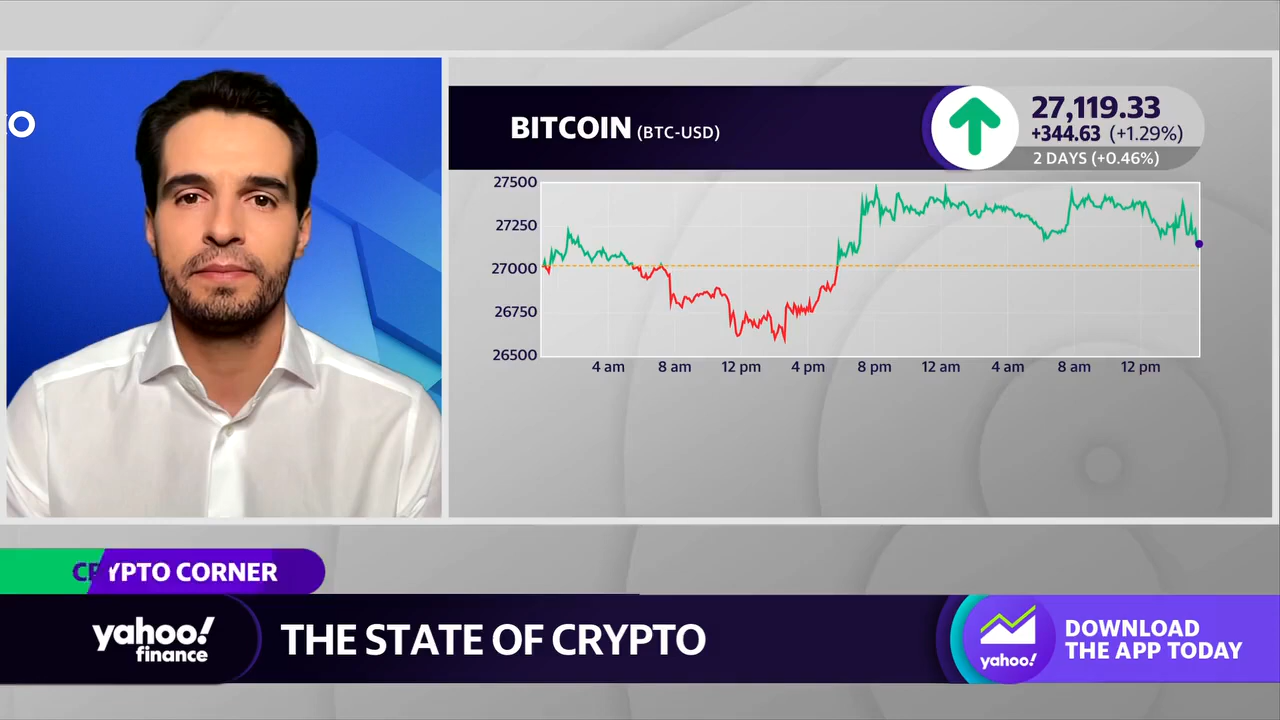 O
BITCOIN (BTC-USD)
27,119.33
+344.63 (+1.29%)
2 DAYS (+0.46%)
27500
27250
27000
26750
26500
4 am
8 am
12 pm
4 pm
8 pm
12 am
4 am
8 am
12 pm
CRYPTO CORNER
yahoo!
finance
THE STATE OF CRYPTO
yahoo!
DOWNLOAD
THE APP TODAY